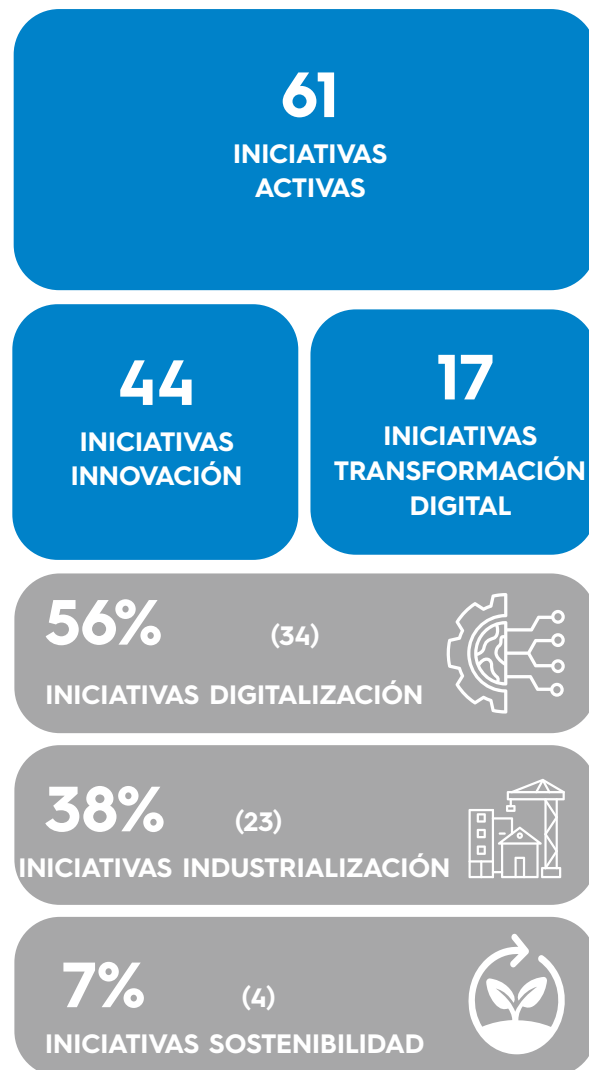 61
INICIATIVAS
ACTIVAS
44
INICIATIVAS
INNOVACIÓN
17
INICIATIVAS
TRANSFORMACIÓN
DIGITAL
56% (34)
INICIATIVAS DIGITALIZACIÓN
38% (23)
INICIATIVAS INDUSTRIALIZACIÓN
7% (4)
INICIATIVAS SOSTENIBILIDAD